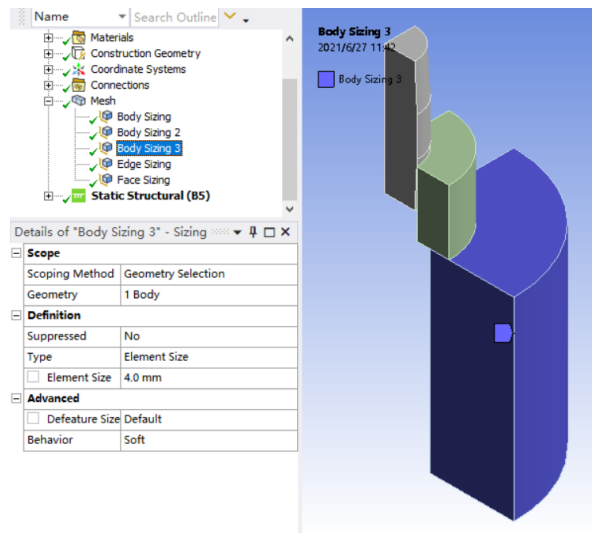 Name Search Outline
Materials
Construction Geometry
Coordinate Systems
Connections
Mesh
Body Sizing
Body Sizing 2
Body Sizing 3
Edge Sizing
Face Sizing
Static Structural (B5)
Details of "Body Sizing 3" - Sizing
Scope
Scoping Method Geometry Selection
Geometry 1 Body
Definition
Suppressed No
Type Element Size
Element Size 4.0 mm
Advanced
Defeature Size Default
Behavior Soft
Body Sizing 3
2021/6/27 11:42
Body Sizing 3